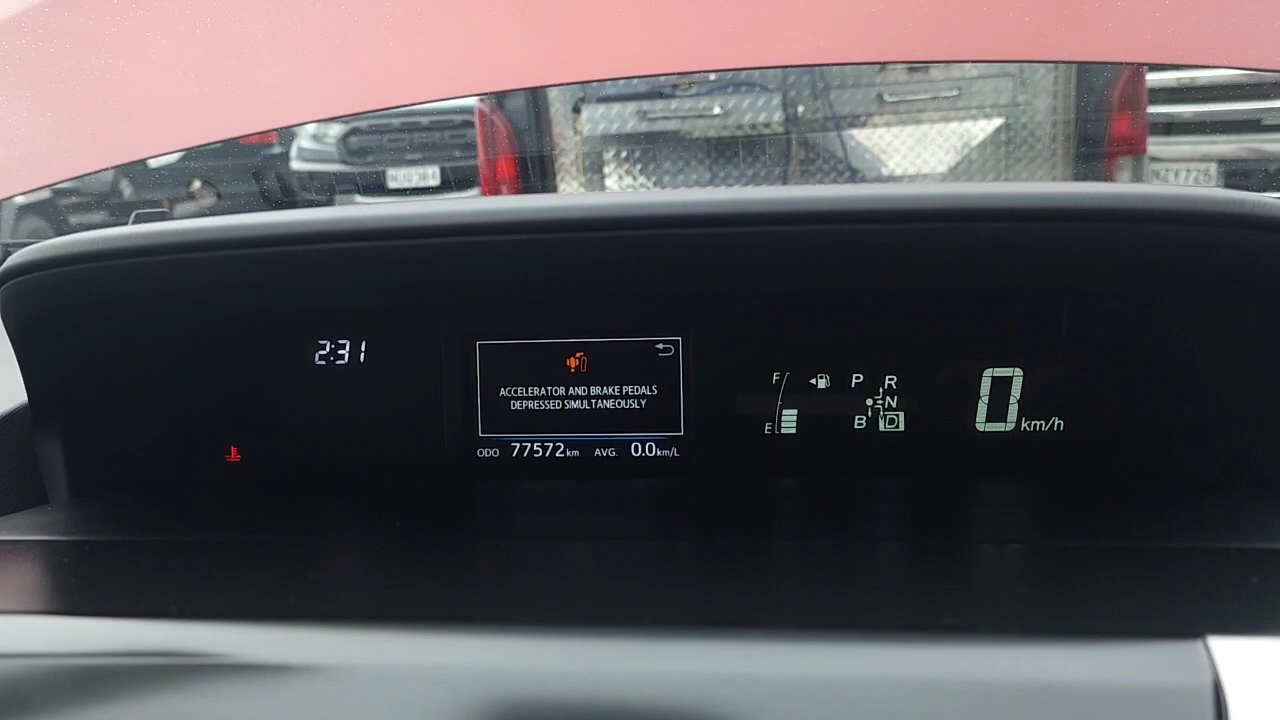 2:31
ACCELERATOR AND BRAKE PEDALS
DEPRESSED SIMULTANEOUSLY
ODO 77572 km AVG. 0.0 km/L
F
E
P R
N
B D
0 km/h